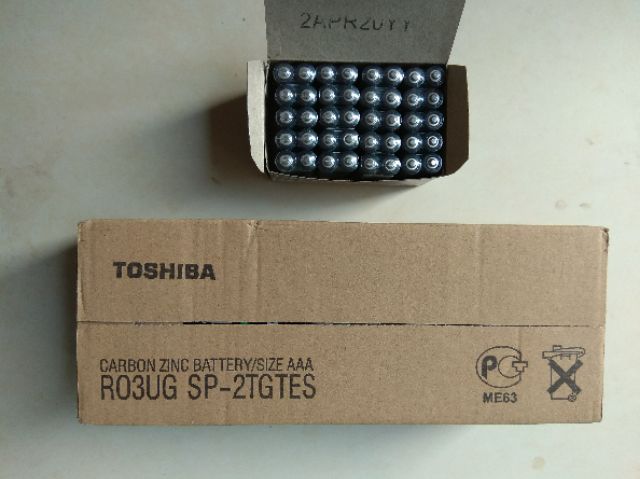 TOSHIBA
CARBON ZINC BATTERY/SIZE AAA
R03UG SP-2TGTES
ME63